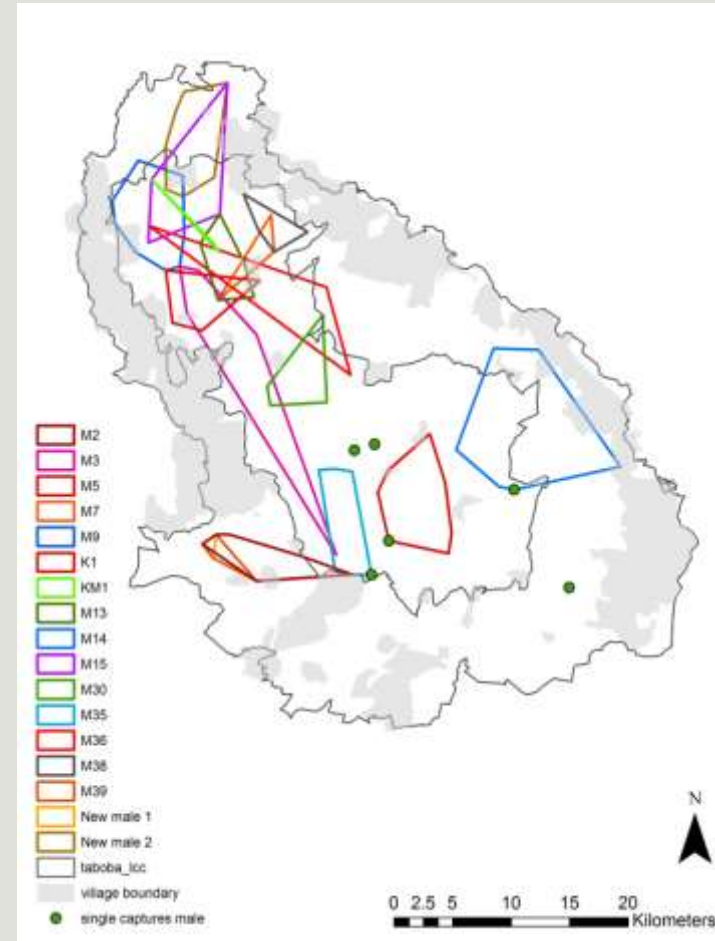 M2
M3
M5
M7
M9
K1
KM1
M13
M14
M15
M30
M35
M36
M38
M39
New male 1
New male 2
taboba_lcc
village boundary
single captures male
N
0 2.5 5 10 15 20
Kilometers